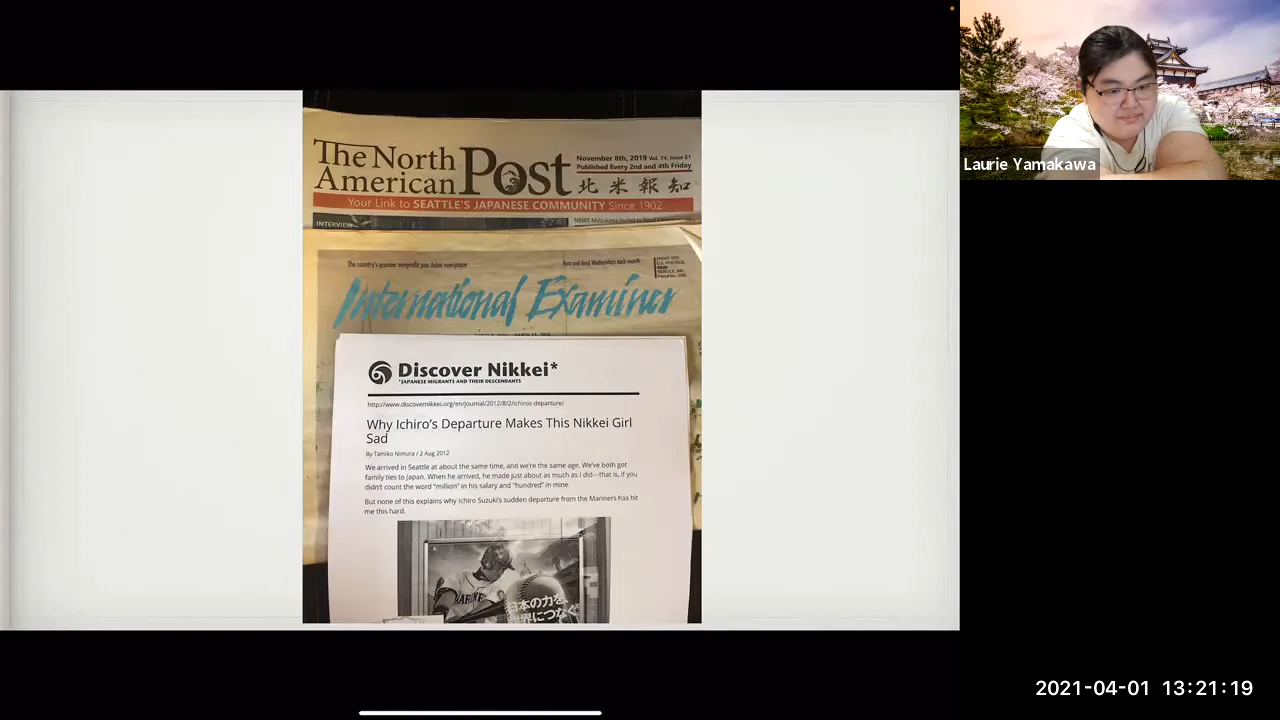 The North
American
Post
November 8th, 2019 Vol. 74, Issue 21
Published Every 2nd and 4th Friday
北米報知
Your Link to SEATTLE'S JAPANESE COMMUNITY Since 1902
INTERVIEW
NEWS
The country's premier nonprofit pan-Asian newspaper
First and third Wednesdays each month
International Examiner
Discover Nikkei*
*JAPANESE MIGRANTS AND THEIR DESCENDANTS
http://www.discovernikkei.org/en/journal/2012/8/2/ichiros-departure/
Why Ichiro's Departure Makes This Nikkei Girl
Sad
By Tamiko Nimura / 2 Aug 2012
We arrived in Seattle at about the same time, and we're the same age. We've both got
family ties to Japan. When he arrived, he made just about as much as I did—that is, if you
didn't count the word "million" in his salary and "hundred" in mine.
But none of this explains why Ichiro Suzuki's sudden departure from the Mariners has hit
me this hard.
日本の力を、
世界につなぐ
Laurie Yamakawa
2021-04-01 13:21:19